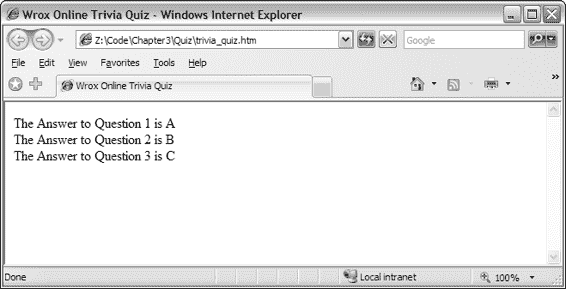 Wrox Online Trivia Quiz - Windows Internet Explorer
Z:\Code\Chapter3\Quiz\trivia_quiz.htm
Google
File Edit View Favorites Tools Help
Wrox Online Trivia Quiz
»
The Answer to Question 1 is A
The Answer to Question 2 is B
The Answer to Question 3 is C
Done
Local intranet
100%